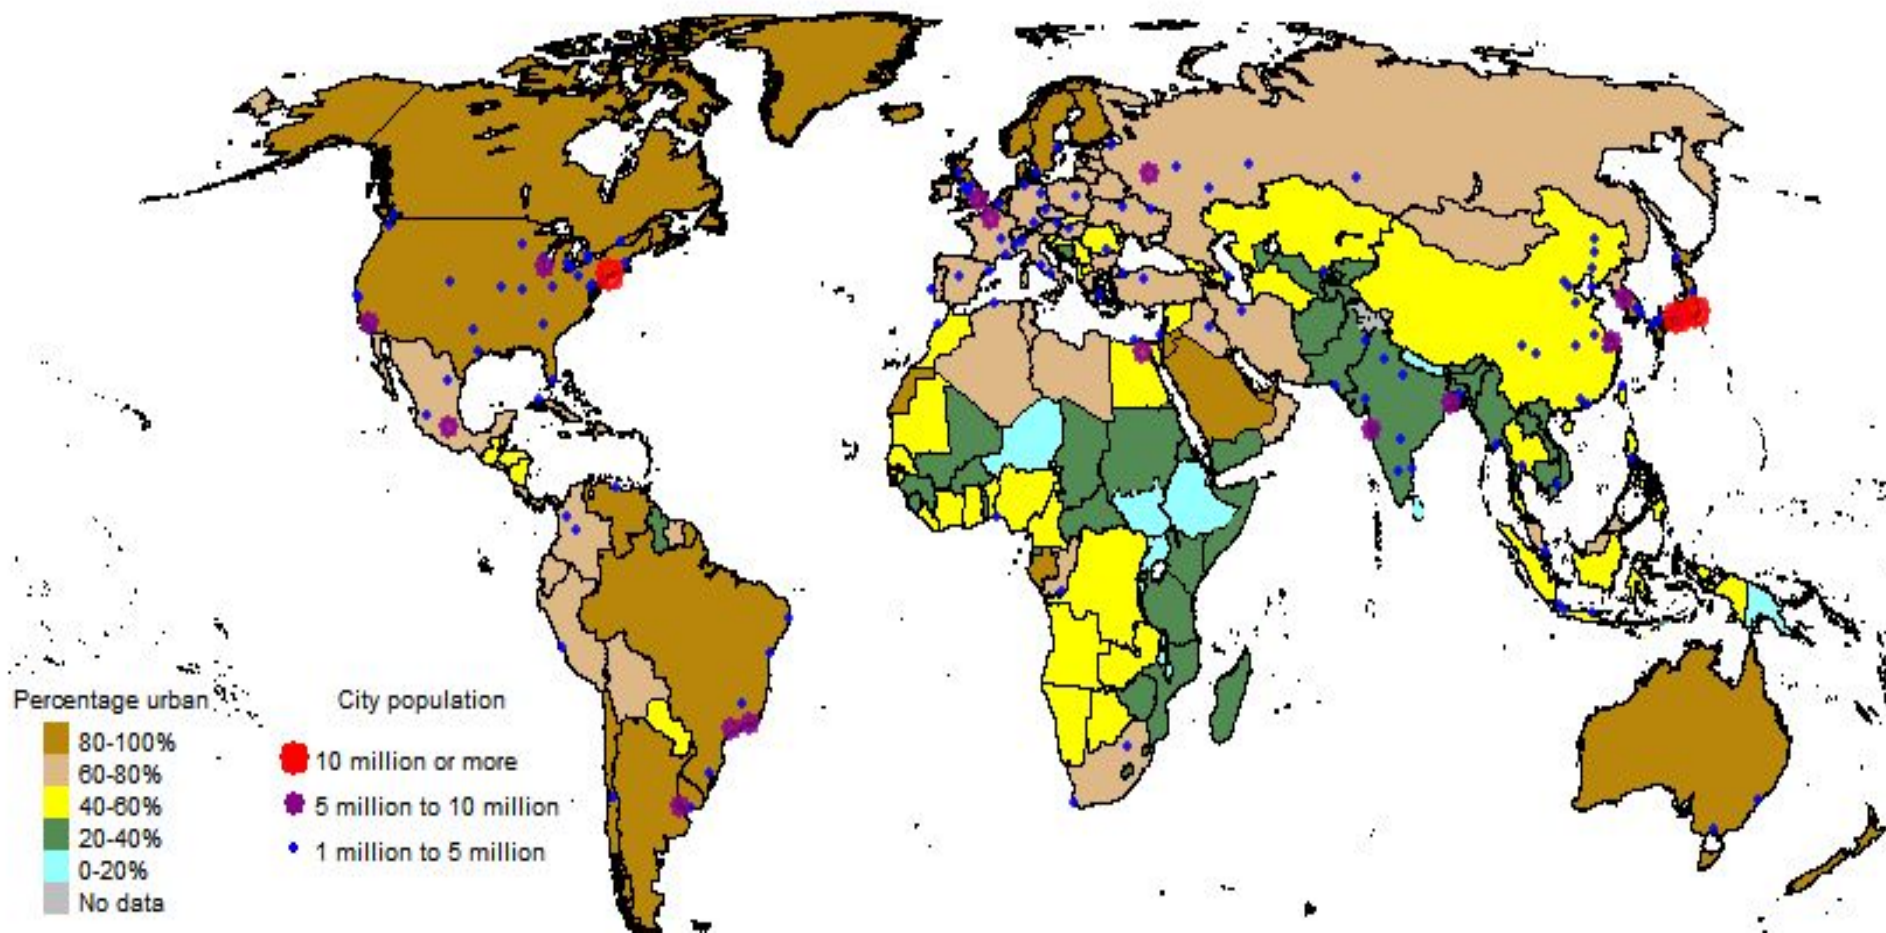 Percentage urban
80-100%
60-80%
40-60%
20-40%
0-20%
No data
City population
10 million or more
5 million to 10 million
1 million to 5 million